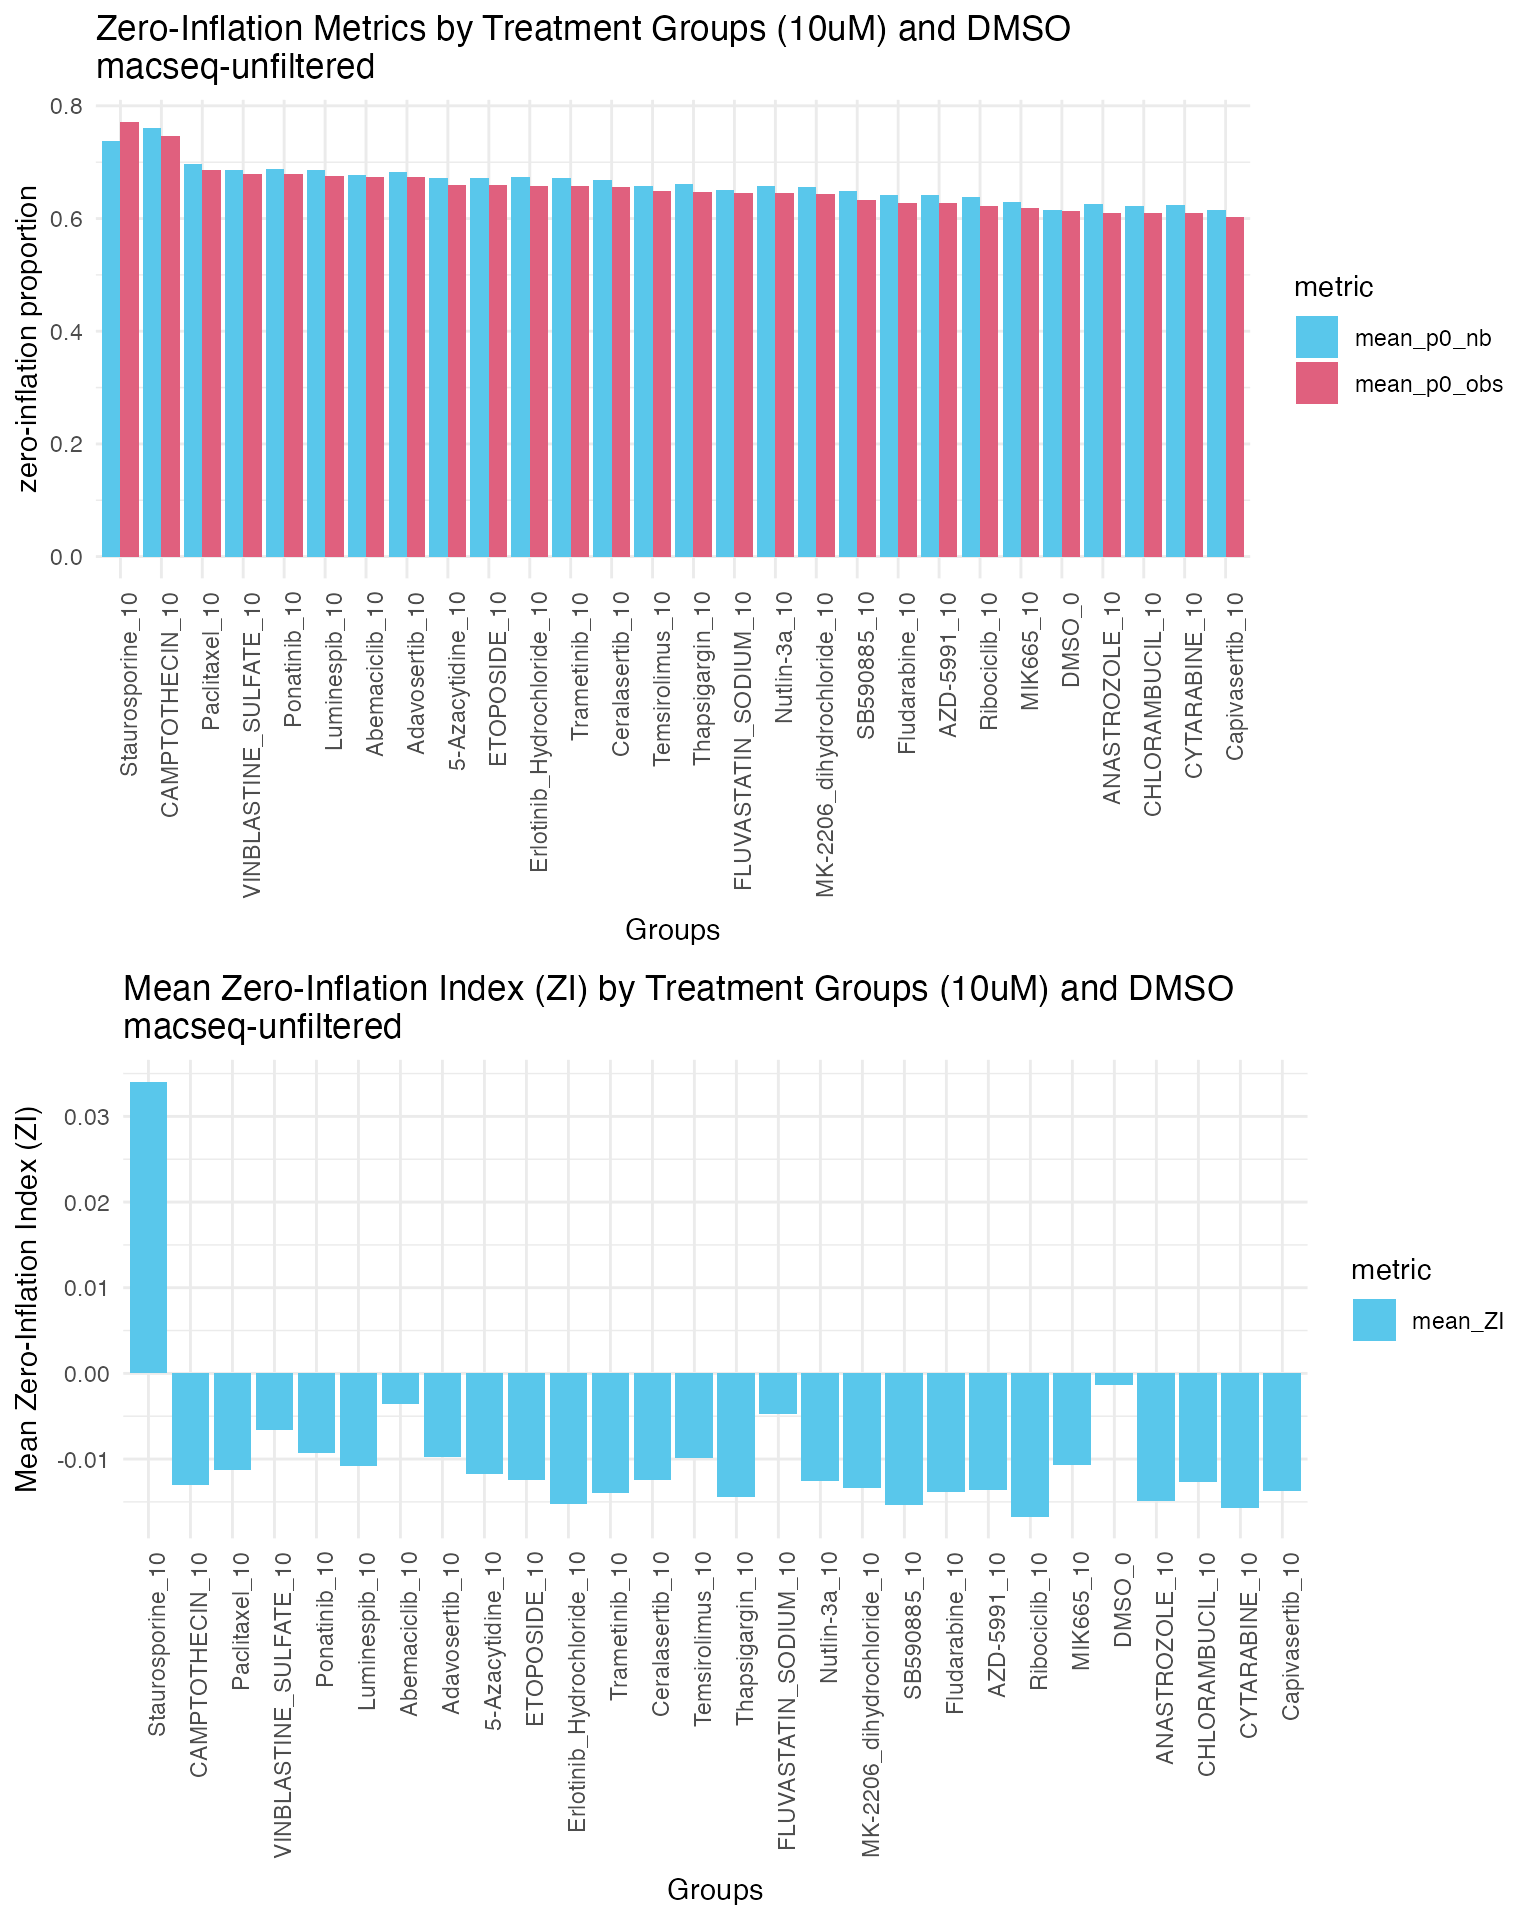 Zero-Inflation Metrics by Treatment Groups (10uM) and DMSO
macseq-unfiltered
zero-inflation proportion
0.8
0.6
0.4
0.2
0.0
Staurosporine_10
CAMPTOTHECIN_10
Paclitaxel_10
VINBLASTINE_SULFATE_10
Ponatinib_10
Luminespib_10
Abemaciclib_10
Adavosertib_10
5-Azacytidine_10
ETOPOSIDE_10
Erlotinib_Hydrochloride_10
Trametinib_10
Ceralasertib_10
Temsirolimus_10
Thapsigargin_10
FLUVASTATIN_SODIUM_10
Nutlin-3a_10
MK-2206_dihydrochloride_10
SB590885_10
Fludarabine_10
AZD-5991_10
Ribociclib_10
MIK665_10
DMSO_0
ANASTROZOLE_10
CHLORAMBUCIL_10
CYTARABINE_10
Capivasertib_10
Groups
metric
mean_p0_nb
mean_p0_obs
Mean Zero-Inflation Index (ZI) by Treatment Groups (10uM) and DMSO
macseq-unfiltered
Mean Zero-Inflation Index (ZI)
0.03
0.02
0.01
0.00
-0.01
Staurosporine_10
CAMPTOTHECIN_10
Paclitaxel_10
VINBLASTINE_SULFATE_10
Ponatinib_10
Luminespib_10
Abemaciclib_10
Adavosertib_10
5-Azacytidine_10
ETOPOSIDE_10
Erlotinib_Hydrochloride_10
Trametinib_10
Ceralasertib_10
Temsirolimus_10
Thapsigargin_10
FLUVASTATIN_SODIUM_10
Nutlin-3a_10
MK-2206_dihydrochloride_10
SB590885_10
Fludarabine_10
AZD-5991_10
Ribociclib_10
MIK665_10
DMSO_0
ANASTROZOLE_10
CHLORAMBUCIL_10
CYTARABINE_10
Capivasertib_10
Groups
metric
mean_ZI